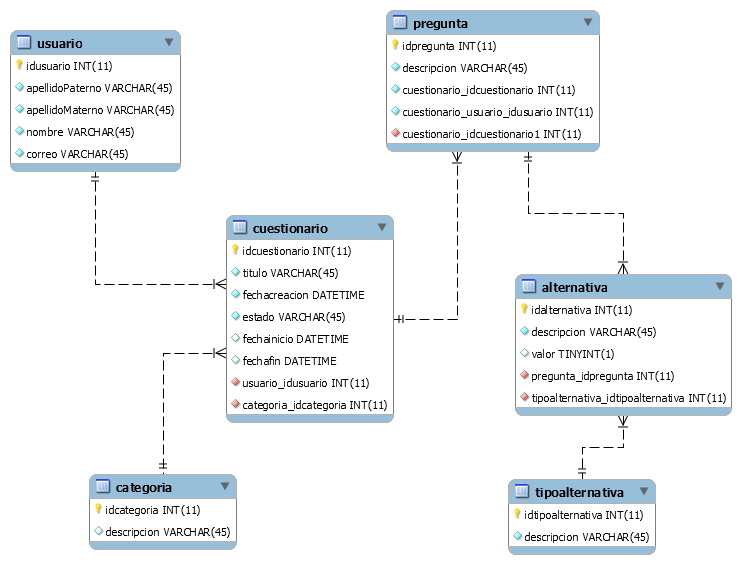 usuario
idusuario INT(11)
apellidoPaterno VARCHAR(45)
apellidoMaterno VARCHAR(45)
nombre VARCHAR(45)
correo VARCHAR(45)
pregunta
idpregunta INT(11)
descripcion VARCHAR(45)
cuestionario_idcuestionario INT(11)
cuestionario_usuario_idusuario INT(11)
cuestionario_idcuestionario1 INT(11)
cuestionario
idcuestionario INT(11)
titulo VARCHAR(45)
fechacreacion DATETIME
estado VARCHAR(45)
fechainicio DATETIME
fechafin DATETIME
usuario_idusuario INT(11)
categoria_idcategoria INT(11)
alternativa
idalternativa INT(11)
descripcion VARCHAR(45)
valor TINYINT(1)
pregunta_idpregunta INT(11)
tipoalternativa_idtipoalternativa INT(11)
categoria
idcategoria INT(11)
descripcion VARCHAR(45)
tipoalternativa
idtipoalternativa INT(11)
descripcion VARCHAR(45)